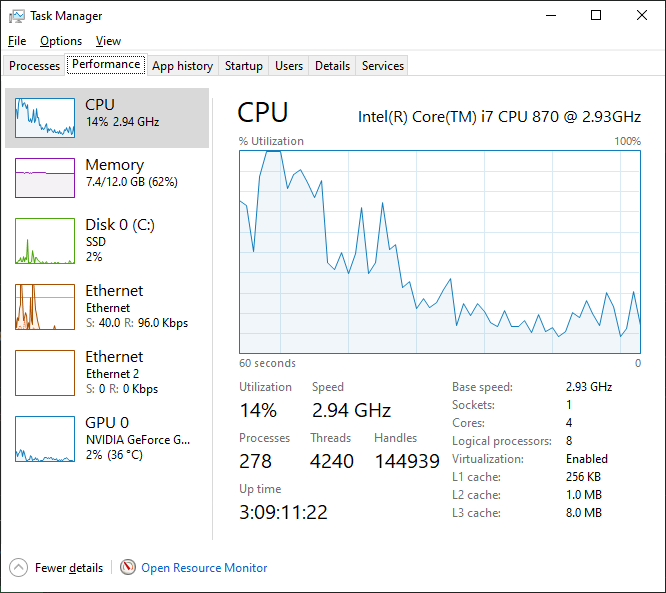 Task Manager
File Options View
Processes Performance App history Startup Users Details Services
CPU
14% 2.94 GHz
Memory
7.4/12.0 GB (62%)
Disk 0 (C:)
SSD
2%
Ethernet
Ethernet
S: 40.0 R: 96.0 Kbps
Ethernet
Ethernet 2
S: 0 R: 0 Kbps
GPU 0
NVIDIA GeForce G...
2% (36 °C)
CPU
Intel(R) Core(TM) i7 CPU 870 @ 2.93GHz
% Utilization 100%
60 seconds 0
Utilization Speed
14% 2.94 GHz
Processes Threads Handles
278 4240 144939
Up time
3:09:11:22
Base speed: 2.93 GHz
Sockets: 1
Cores: 4
Logical processors: 8
Virtualization: Enabled
L1 cache: 256 KB
L2 cache: 1.0 MB
L3 cache: 8.0 MB
Fewer details Open Resource Monitor